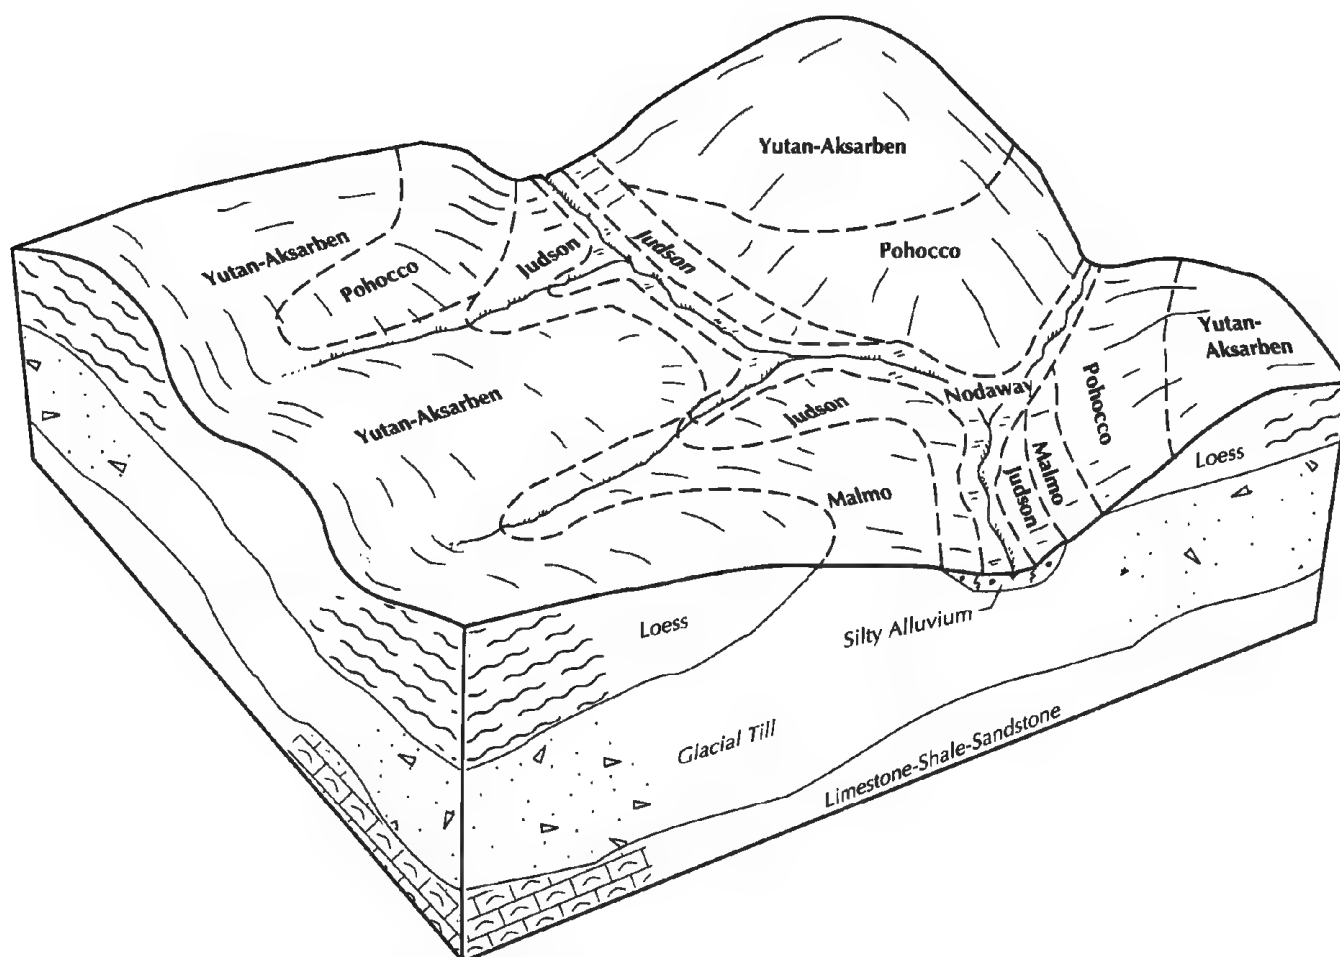 Yutan-Aksarben
Yutan-Aksarben
Pohocco
Judson
Judson
Pohocco
Yutan-
Aksarben
Yutan-Aksarben
Judson
Nodaway
Pohocco
Malmo
Judson
Malmo
Loess
Loess
Silty Alluvium
Glacial Till
Limestone-Shale-Sandstone